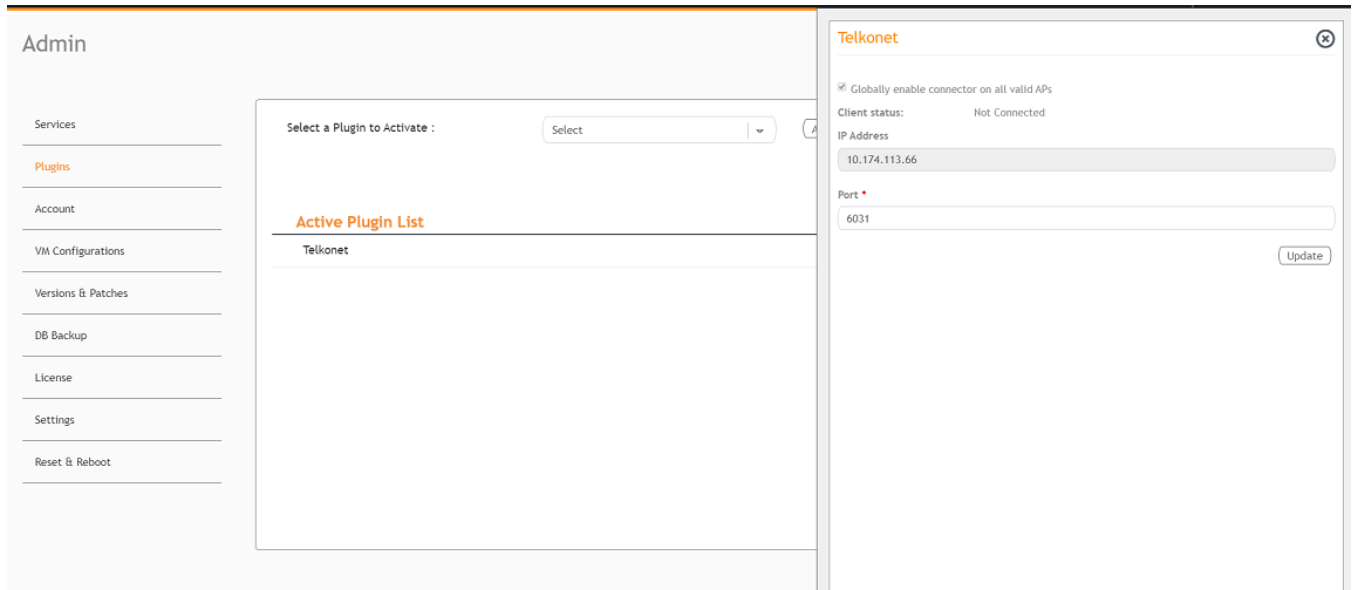 Admin
Services
Plugins
Account
VM Configurations
Versions & Patches
DB Backup
License
Settings
Reset & Reboot
Select a Plugin to Activate :
Select
Active Plugin List
Telkonet
Telkonet
Globally enable connector on all valid APs
Client status: Not Connected
IP Address
10.174.113.66
Port *
6031
Update